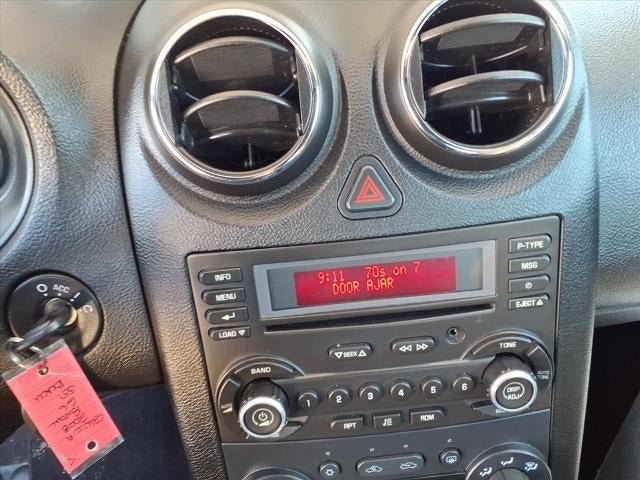 9:11 70s on 7
DOOR AJAR
INFO
MENU
LOAD
P-TYPE
MSG
EJECT
SEEK
BAND
TONE
AUTO TONE
1 2 3 4 5 6
DSPL ADJ
RPT RDM
ACC